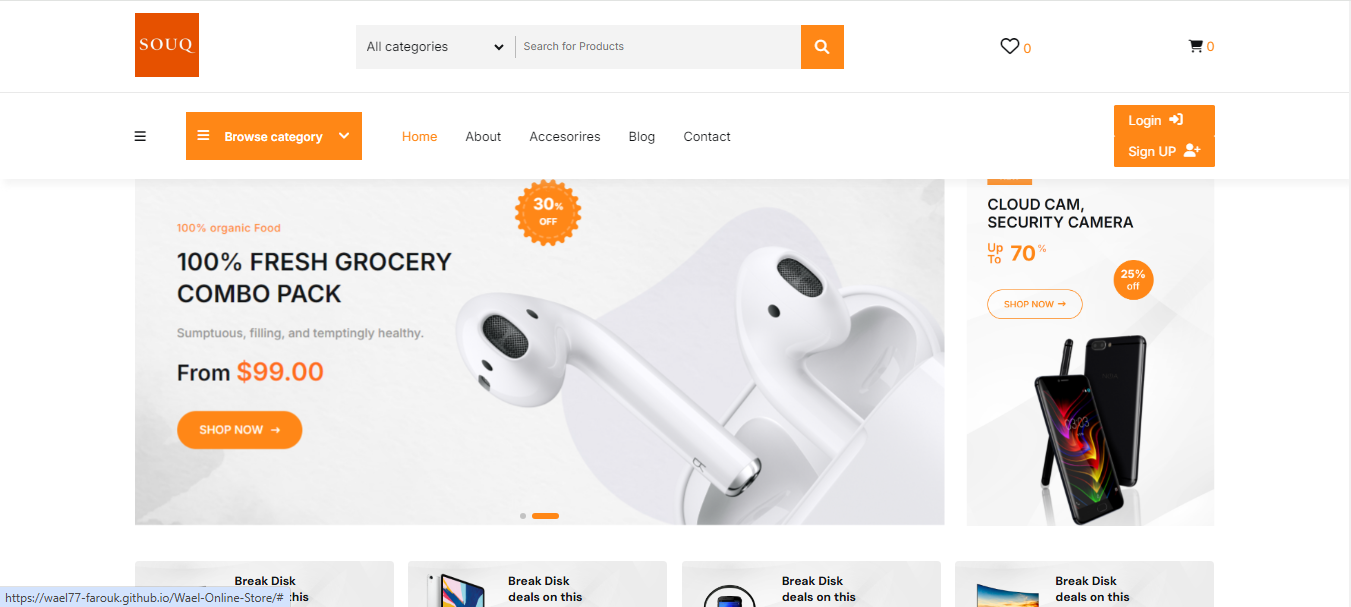 SOUQ
All categories
Search for Products
0
0
Browse category
Home
About
Accesorires
Blog
Contact
Login
Sign UP
30% OFF
100% organic Food
100% FRESH GROCERY
COMBO PACK
Sumptuous, filling, and temptingly healthy.
From $99.00
SHOP NOW →
CLOUD CAM,
SECURITY CAMERA
Up To 70%
25%
off
SHOP NOW →
03:03
Break Disk
this
Break Disk
deals on this
Break Disk
deals on this
Break Disk
deals on this
https://wael77-farouk.github.io/Wael-Online-Store/#